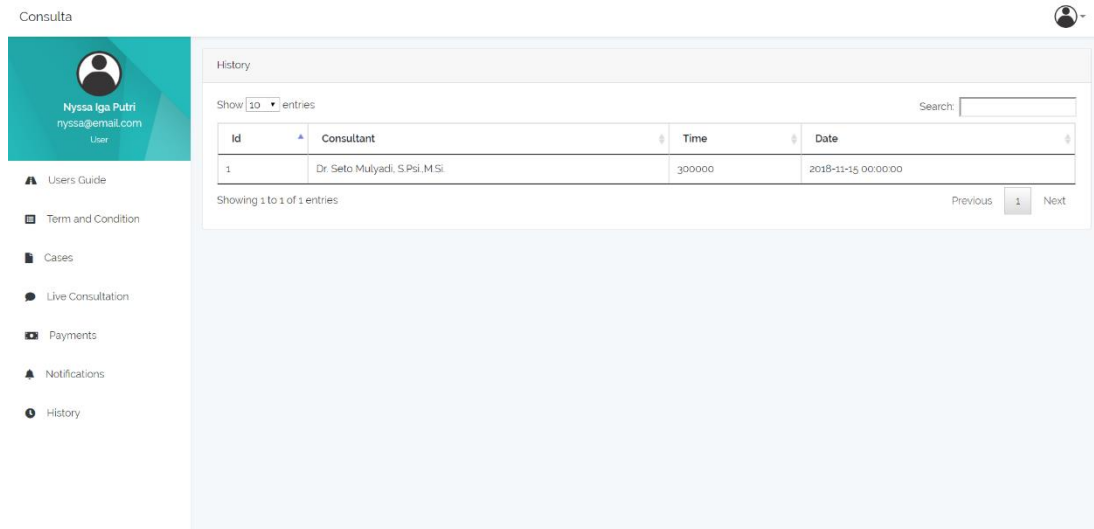 Consulta
Nyssa Iga Putri
nyssa@email.com
User
Users Guide
Term and Condition
Cases
Live Consultation
Payments
Notifications
History
History
Show 10 entries
Search:
Id Consultant Time Date
1 Dr. Seto Mulyadi, S.Psi.,M.Si. 300000 2018-11-15 00:00:00
Showing 1 to 1 of 1 entries
Previous 1 Next